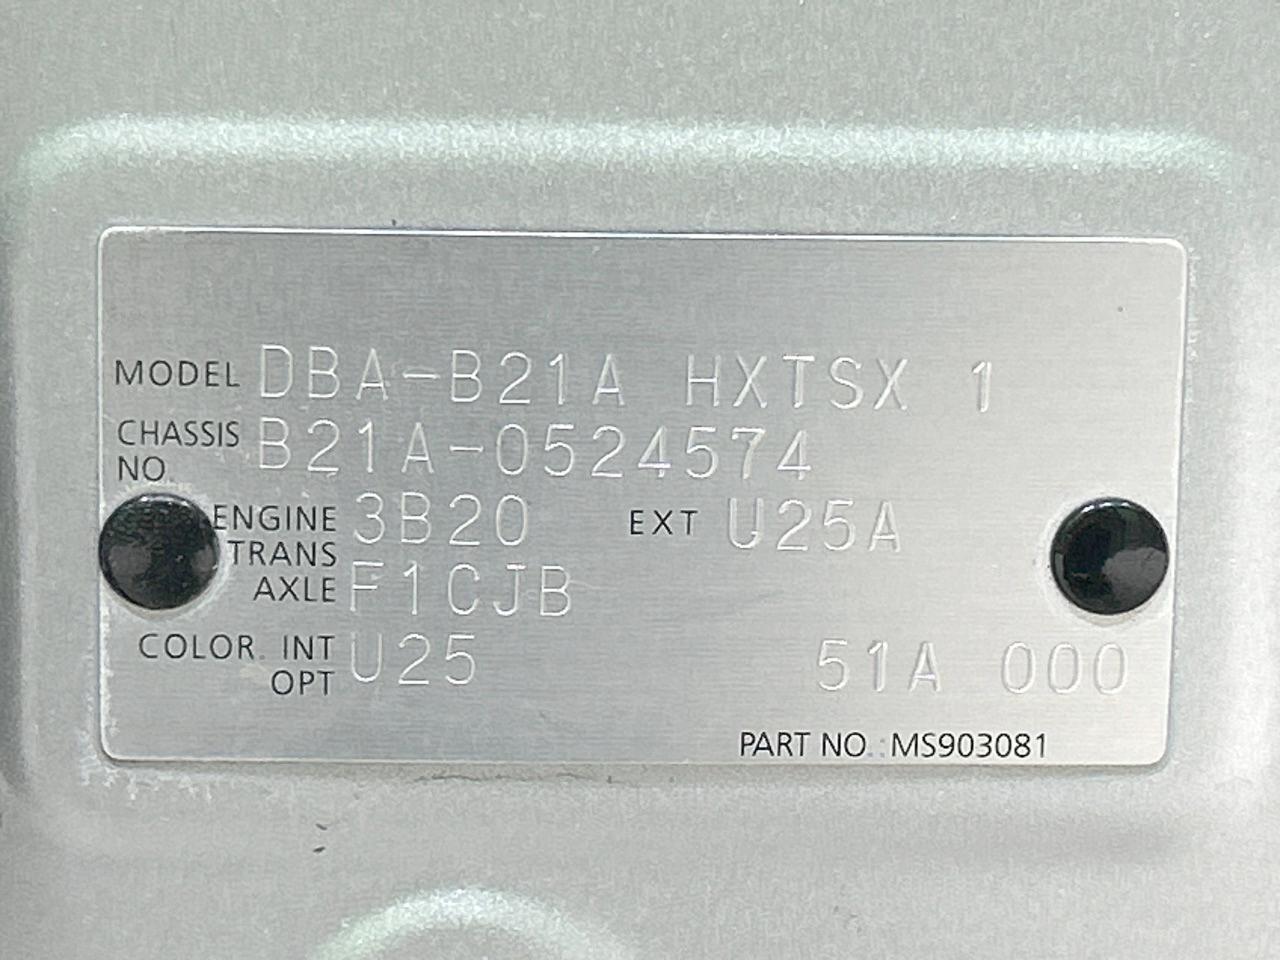 MODEL DBA-B21A HXTSX 1
CHASSIS NO. B21A-0524574
ENGINE 3B20 EXT U25A
TRANS AXLE F1CJB
COLOR. INT OPT U25 51A 000
PART NO.:MS903081